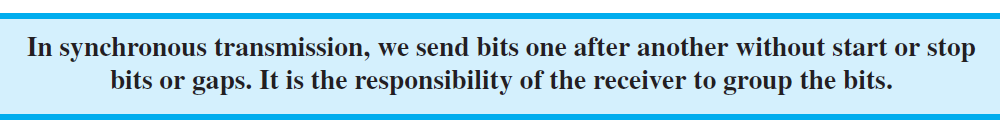 In synchronous transmission, we send bits one after another without start or stop
bits or gaps. It is the responsibility of the receiver to group the bits.